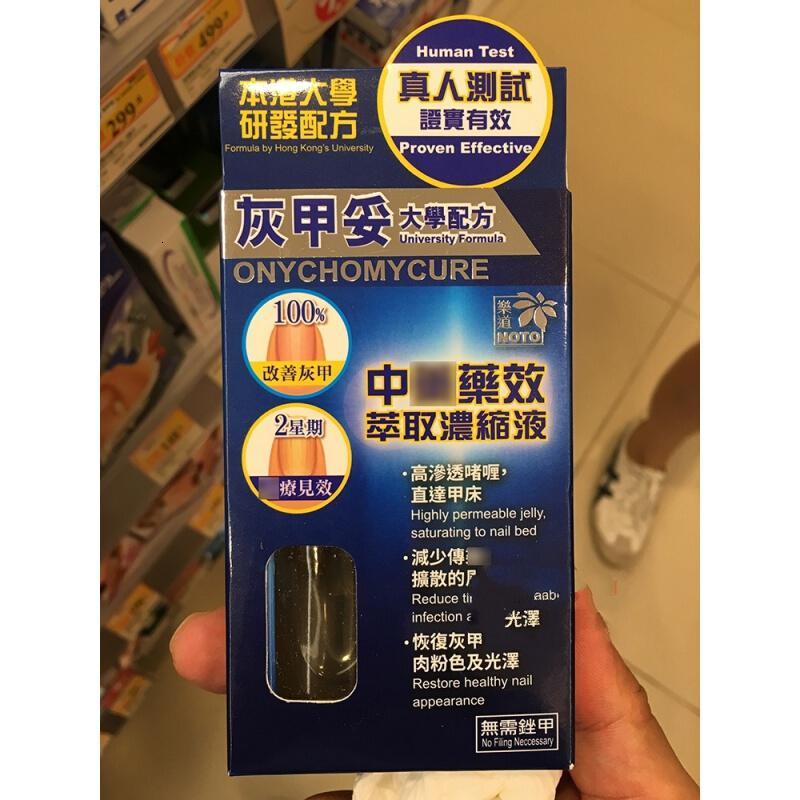 499
299
Human Test
真人測試
證實有效
Proven Effective
本港大學
研發配方
Formula by Hong Kong's University
灰甲妥
大學配方
University Formula
ONYCHOMYCURE
樂道
NOTO
100%
改善灰甲
2星期
療見效
中 藥效
萃取濃縮液
·高滲透啫喱,
直達甲床
Highly permeable jelly,
saturating to nail bed
·減少傳
擴散的
Reduce
infection
光澤
·恢復灰甲
肉粉色及光澤
Restore healthy nail
appearance
無需銼甲
No Filing Neccessary